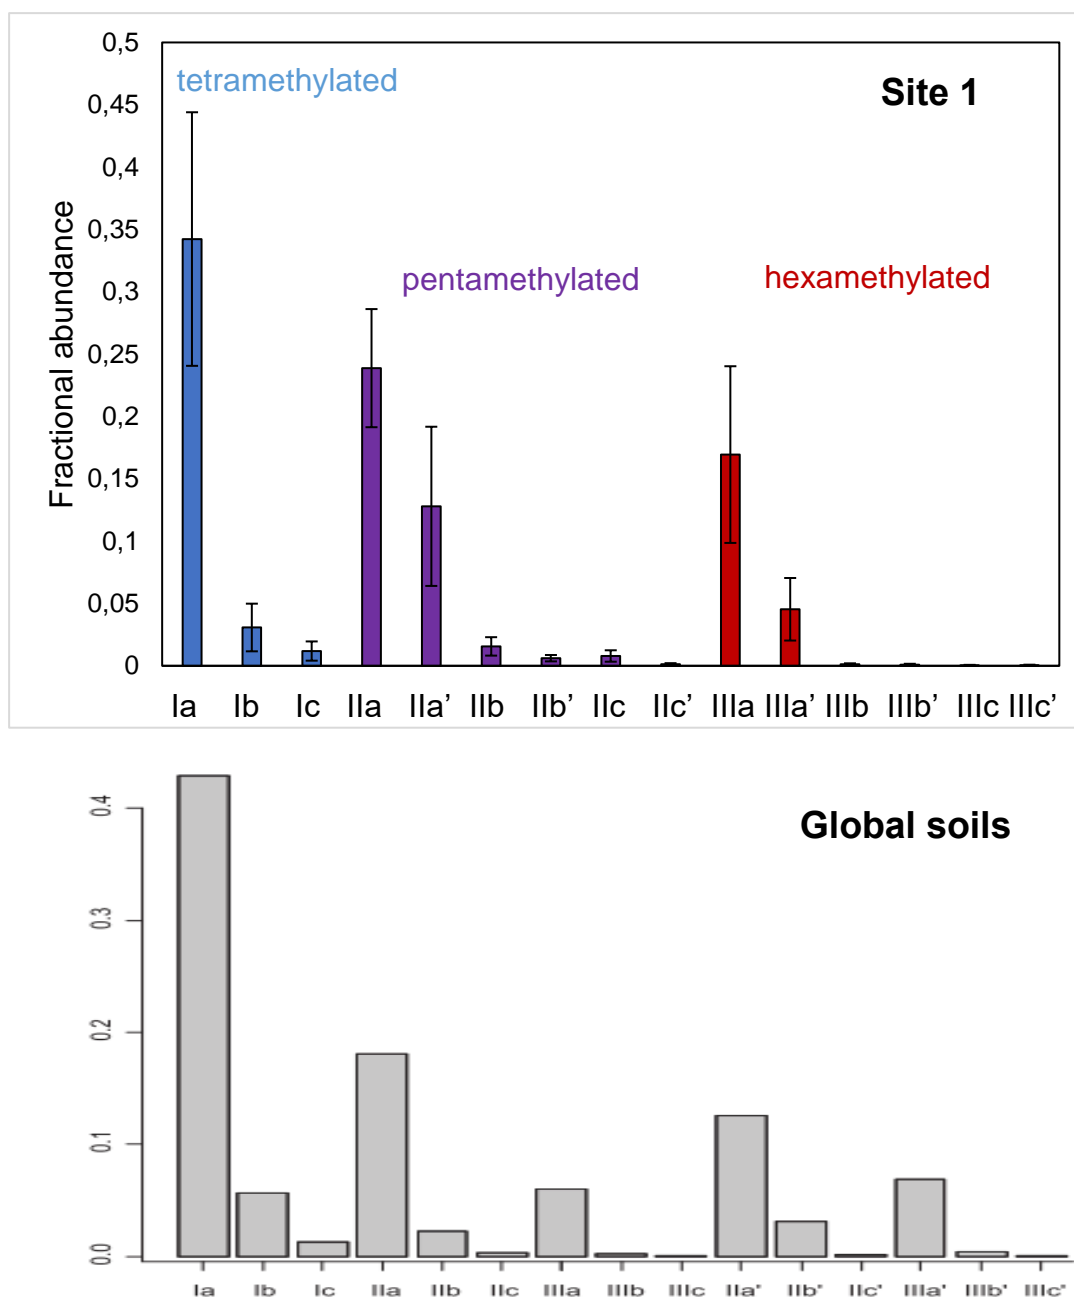 0,5
tetramethylated
Site 1
0,45
0,4
0,35
0,3
pentamethylated
hexamethylated
0,25
0,2
0,15
0,1
0,05
0
Fractional abundance
Ia Ib Ic IIa IIa’ IIb IIb’ IIc IIc’ IIIa IIIa’ IIIb IIIb’ IIIc IIIc’
Global soils
0.4
0.3
0.2
0.1
0.0
Ia Ib Ic IIa IIb IIc IIIa IIIb IIIc IIa' IIb' IIc' IIIa' IIIb' IIIc'